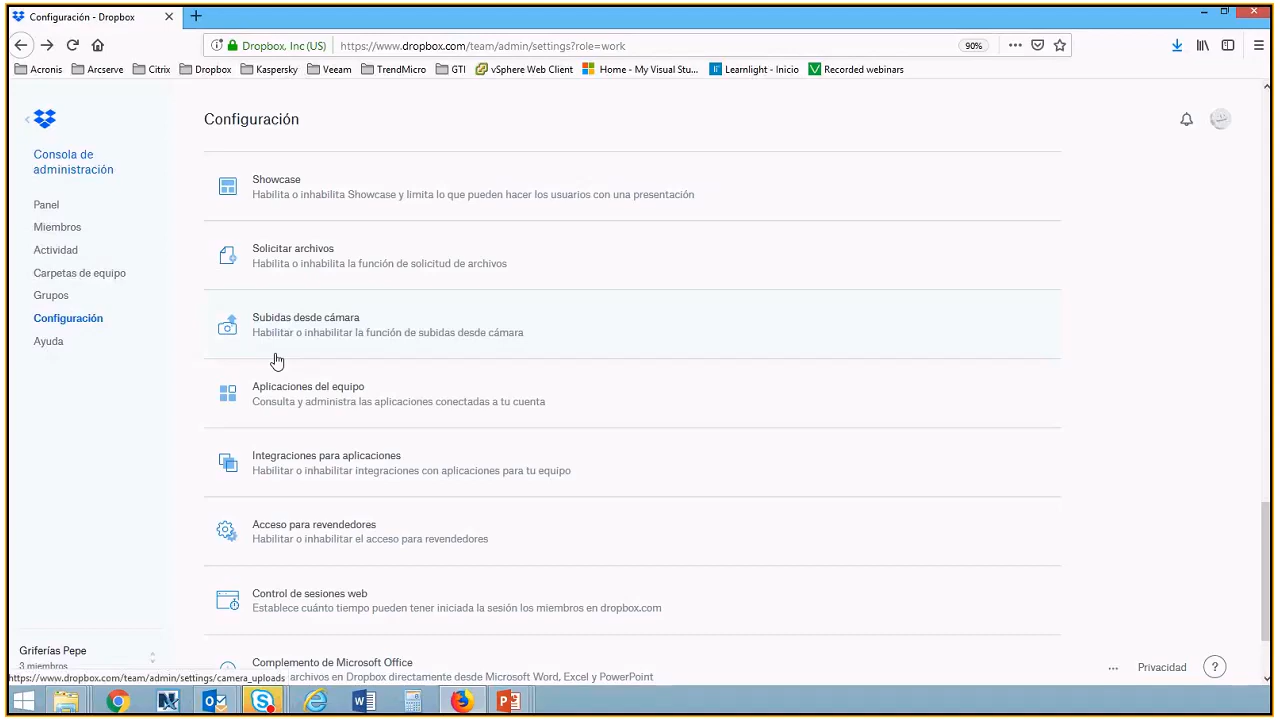 Configuración - Dropbox
Dropbox, Inc (US)
https://www.dropbox.com/team/admin/settings?role=work
90%
Acronis
Arcserve
Citrix
Dropbox
Kaspersky
Veeam
TrendMicro
GTI
vSphere Web Client
Home - My Visual Stu...
Learnlight - Inicio
Recorded webinars
Consola de
administración
Panel
Miembros
Actividad
Carpetas de equipo
Grupos
Configuración
Ayuda
Griferías Pepe
3 miembros
Configuración
Showcase
Habilita o inhabilita Showcase y limita lo que pueden hacer los usuarios con una presentación
Solicitar archivos
Habilita o inhabilita la función de solicitud de archivos
Subidas desde cámara
Habilitar o inhabilitar la función de subidas desde cámara
Aplicaciones del equipo
Consulta y administra las aplicaciones conectadas a tu cuenta
Integraciones para aplicaciones
Habilitar o inhabilitar integraciones con aplicaciones para tu equipo
Acceso para revendedores
Habilitar o inhabilitar el acceso para revendedores
Control de sesiones web
Establece cuánto tiempo pueden tener iniciada la sesión los miembros en dropbox.com
Complemento de Microsoft Office
archivos en Dropbox directamente desde Microsoft Word, Excel y PowerPoint
Privacidad
?
https://www.dropbox.com/team/admin/settings/camera_uploads